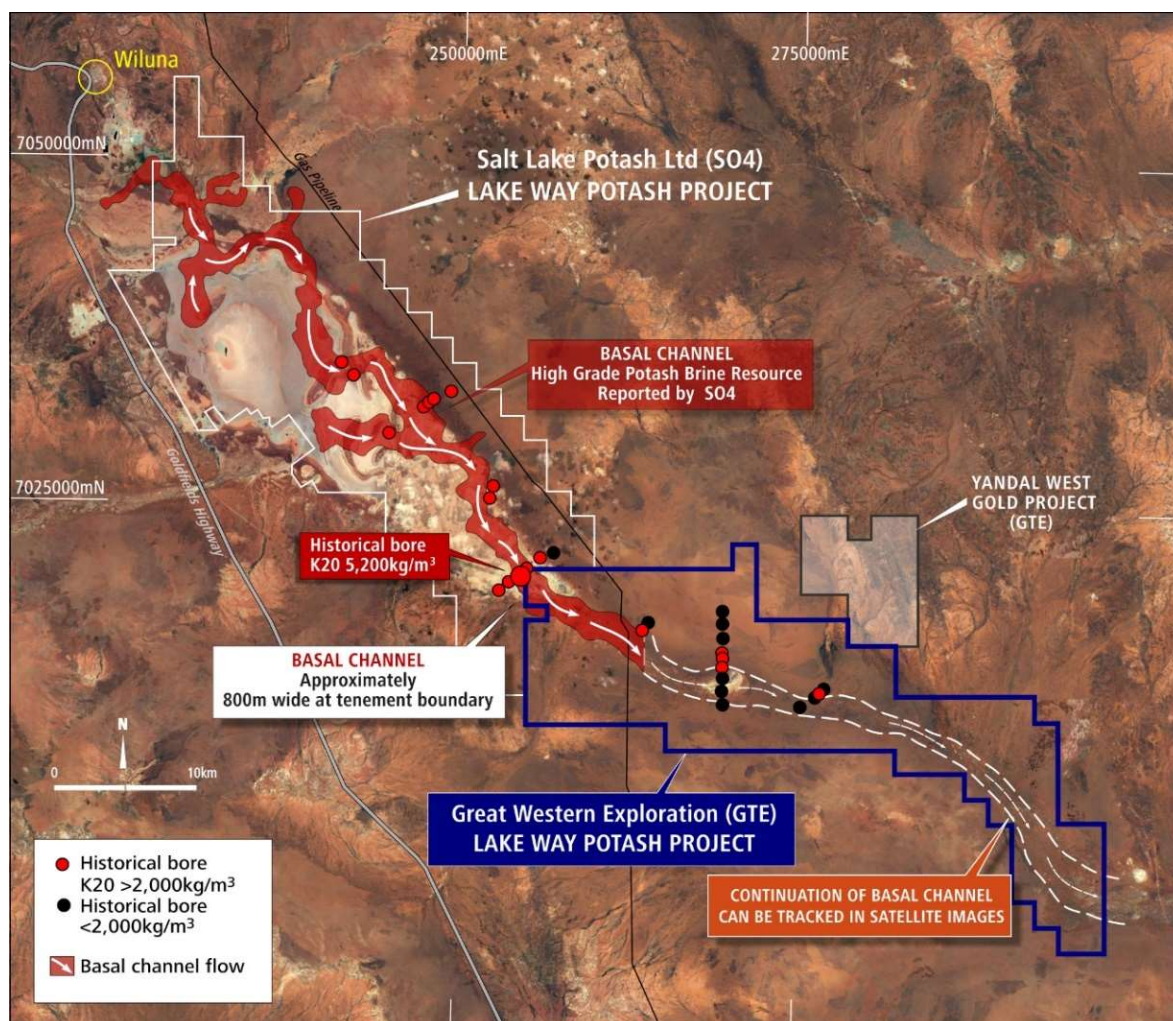 Wiluna
250000mE
275000mE
7050000mN
Gas Pipeline
Salt Lake Potash Ltd (SO4)
LAKE WAY POTASH PROJECT
BASAL CHANNEL
High Grade Potash Brine Resource
Reported by SO4
7025000mN
Goldfields Highway
YANDAL WEST
GOLD PROJECT
(GTE)
Historical bore
K20 5,200kg/m³
BASAL CHANNEL
Approximately
800m wide at tenement boundary
N
0
10km
Great Western Exploration (GTE)
LAKE WAY POTASH PROJECT
CONTINUATION OF BASAL CHANNEL
CAN BE TRACKED IN SATELLITE IMAGES
Historical bore
K20 >2,000kg/m³
Historical bore
<2,000kg/m³
Basal channel flow